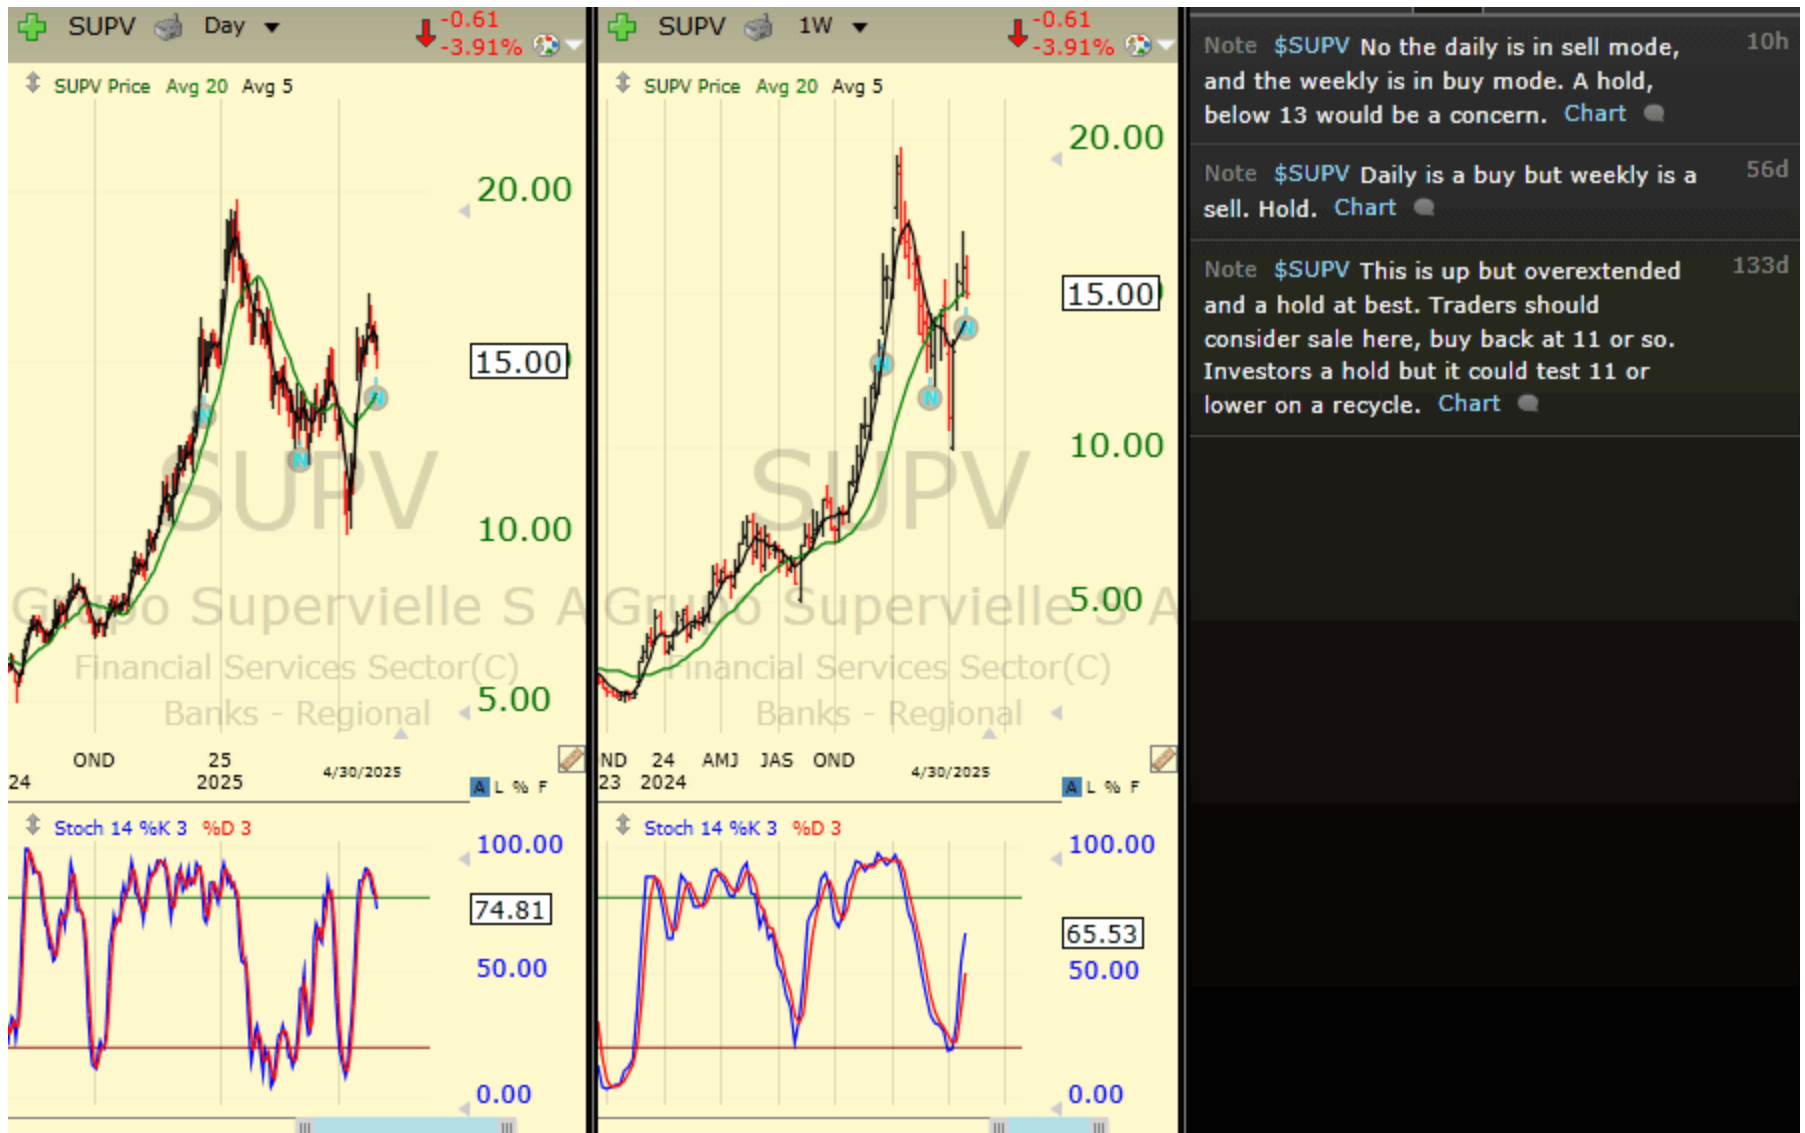 SUPV Day -0.61 -3.91%
SUPV Price Avg 20 Avg 5
20.00
15.00
10.00
5.00
SUPV
Grupo Supervielle S A
Financial Services Sector(C)
Banks - Regional
OND 25 4/30/2025
24 2025
A L % F
Stoch 14 %K 3 %D 3
100.00
74.81
50.00
0.00
SUPV 1W -0.61 -3.91%
SUPV Price Avg 20 Avg 5
20.00
15.00
10.00
5.00
SUPV
Grupo Supervielle S A
Financial Services Sector(C)
Banks - Regional
ND 24 AMJ JAS OND 4/30/2025
23 2024
A L % F
Stoch 14 %K 3 %D 3
100.00
65.53
50.00
0.00
N
N
N
N
N
N
Note $SUPV No the daily is in sell mode, 10h
and the weekly is in buy mode. A hold,
below 13 would be a concern. Chart
Note $SUPV Daily is a buy but weekly is a 56d
sell. Hold. Chart
Note $SUPV This is up but overextended 133d
and a hold at best. Traders should
consider sale here, buy back at 11 or so.
Investors a hold but it could test 11 or
lower on a recycle. Chart